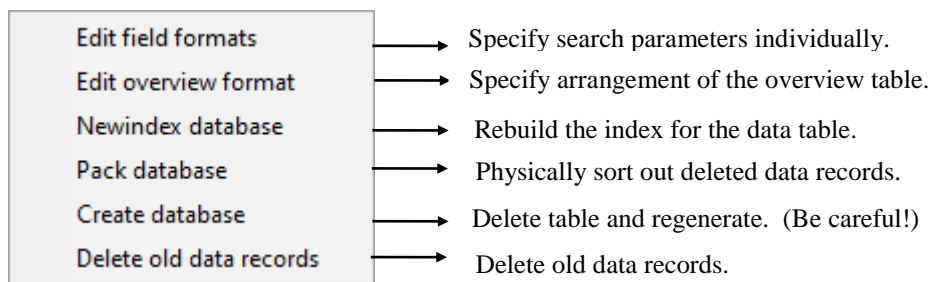 Edit field formats Specify search parameters individually.
Edit overview format Specify arrangement of the overview table.
Newindex database Rebuild the index for the data table.
Pack database Physically sort out deleted data records.
Create database Delete table and regenerate. (Be careful!)
Delete old data records Delete old data records.